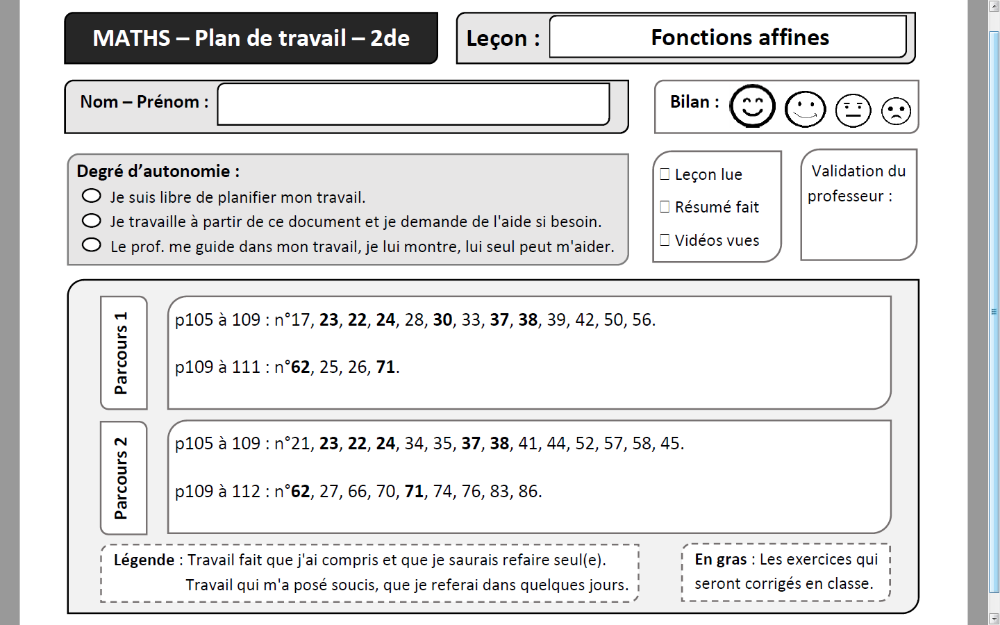 MATHS – Plan de travail – 2de
Leçon :
Fonctions affines
Nom – Prénom :
Bilan :
Degré d’autonomie :
Je suis libre de planifier mon travail.
Je travaille à partir de ce document et je demande de l'aide si besoin.
Le prof. me guide dans mon travail, je lui montre, lui seul peut m'aider.
Leçon lue
Résumé fait
Vidéos vues
Validation du
professeur :
Parcours 1
p105 à 109 : n°17, 23, 22, 24, 28, 30, 33, 37, 38, 39, 42, 50, 56.
p109 à 111 : n°62, 25, 26, 71.
Parcours 2
p105 à 109 : n°21, 23, 22, 24, 34, 35, 37, 38, 41, 44, 52, 57, 58, 45.
p109 à 112 : n°62, 27, 66, 70, 71, 74, 76, 83, 86.
Légende : Travail fait que j'ai compris et que je saurais refaire seul(e).
Travail qui m'a posé soucis, que je referai dans quelques jours.
En gras : Les exercices qui
seront corrigés en classe.